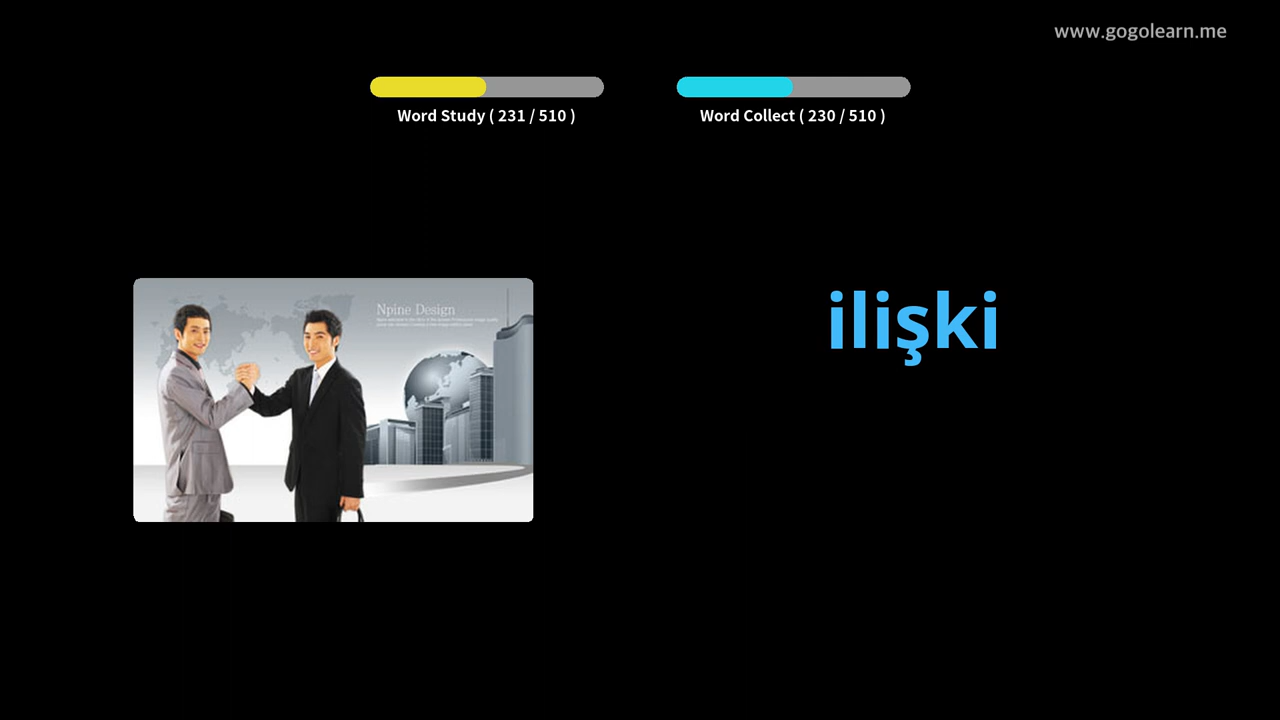 www.gogolearn.me
Word Study ( 231 / 510 )
Word Collect ( 230 / 510 )
Npine Design
ilişki